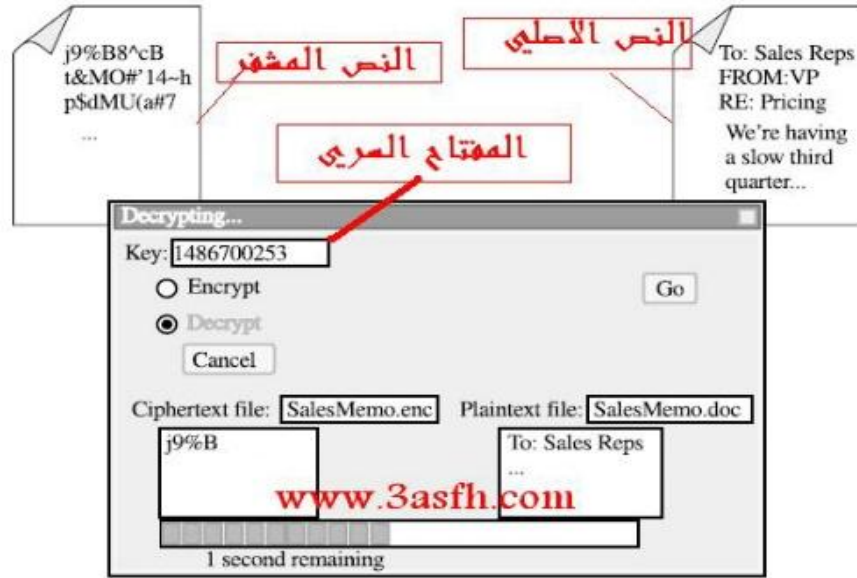 j9%B8^cB
t&MO#'14~h
p$dMU(a#7
...
النص المشفر
النص الاصلي
To: Sales Reps
FROM:VP
RE: Pricing
We're having
a slow third
quarter...
المفتاح السري
Decrypting...
Key: 1486700253
Encrypt
Go
Decrypt
Cancel
Ciphertext file: SalesMemo.enc Plaintext file: SalesMemo.doc
j9%B
To: Sales Reps
...
www.3asfh.com
1 second remaining